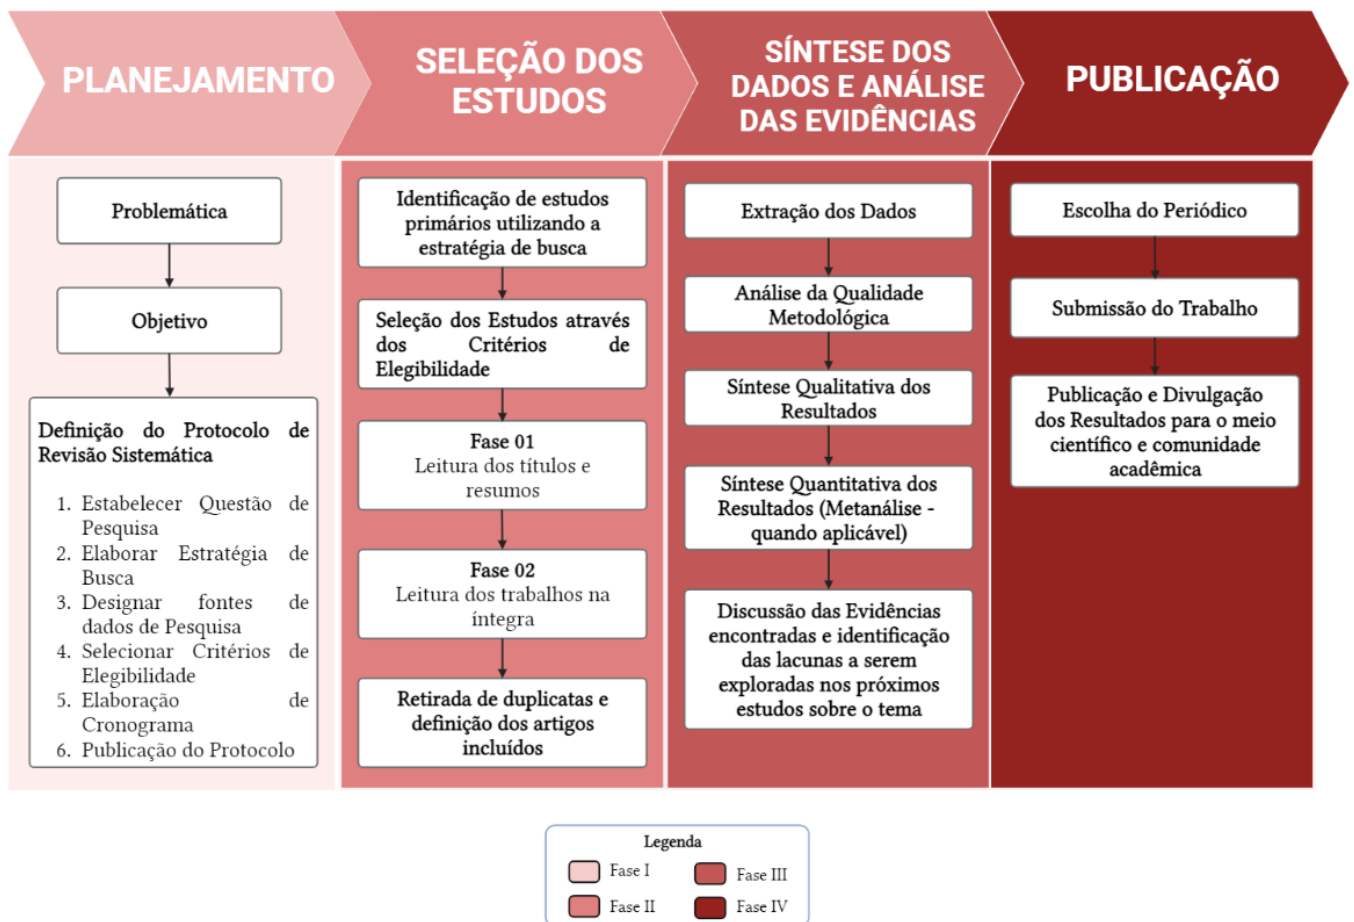 PLANEJAMENTO
SELEÇÃO DOS
ESTUDOS
SÍNTESE DOS
DADOS E ANÁLISE
DAS EVIDÊNCIAS
PUBLICAÇÃO
Problemática
Objetivo
Definição do Protocolo de
Revisão Sistemática
1. Estabelecer Questão de
Pesquisa
2. Elaborar Estratégia de
Busca
3. Designar fontes de
dados de Pesquisa
4. Selecionar Critérios de
Elegibilidade
5. Elaboração de
Cronograma
6. Publicação do Protocolo
Identificação de estudos
primários utilizando a
estratégia de busca
Seleção dos Estudos através
dos Critérios de
Elegibilidade
Fase 01
Leitura dos títulos e
resumos
Fase 02
Leitura dos trabalhos na
íntegra
Retirada de duplicatas e
definição dos artigos
incluídos
Extração dos Dados
Análise da Qualidade
Metodológica
Síntese Qualitativa dos
Resultados
Síntese Quantitativa dos
Resultados (Metanálise -
quando aplicável)
Discussão das Evidências
encontradas e identificação
das lacunas a serem
exploradas nos próximos
estudos sobre o tema
Escolha do Periódico
Submissão do Trabalho
Publicação e Divulgação
dos Resultados para o meio
científico e comunidade
acadêmica
Legenda
Fase I
Fase II
Fase III
Fase IV